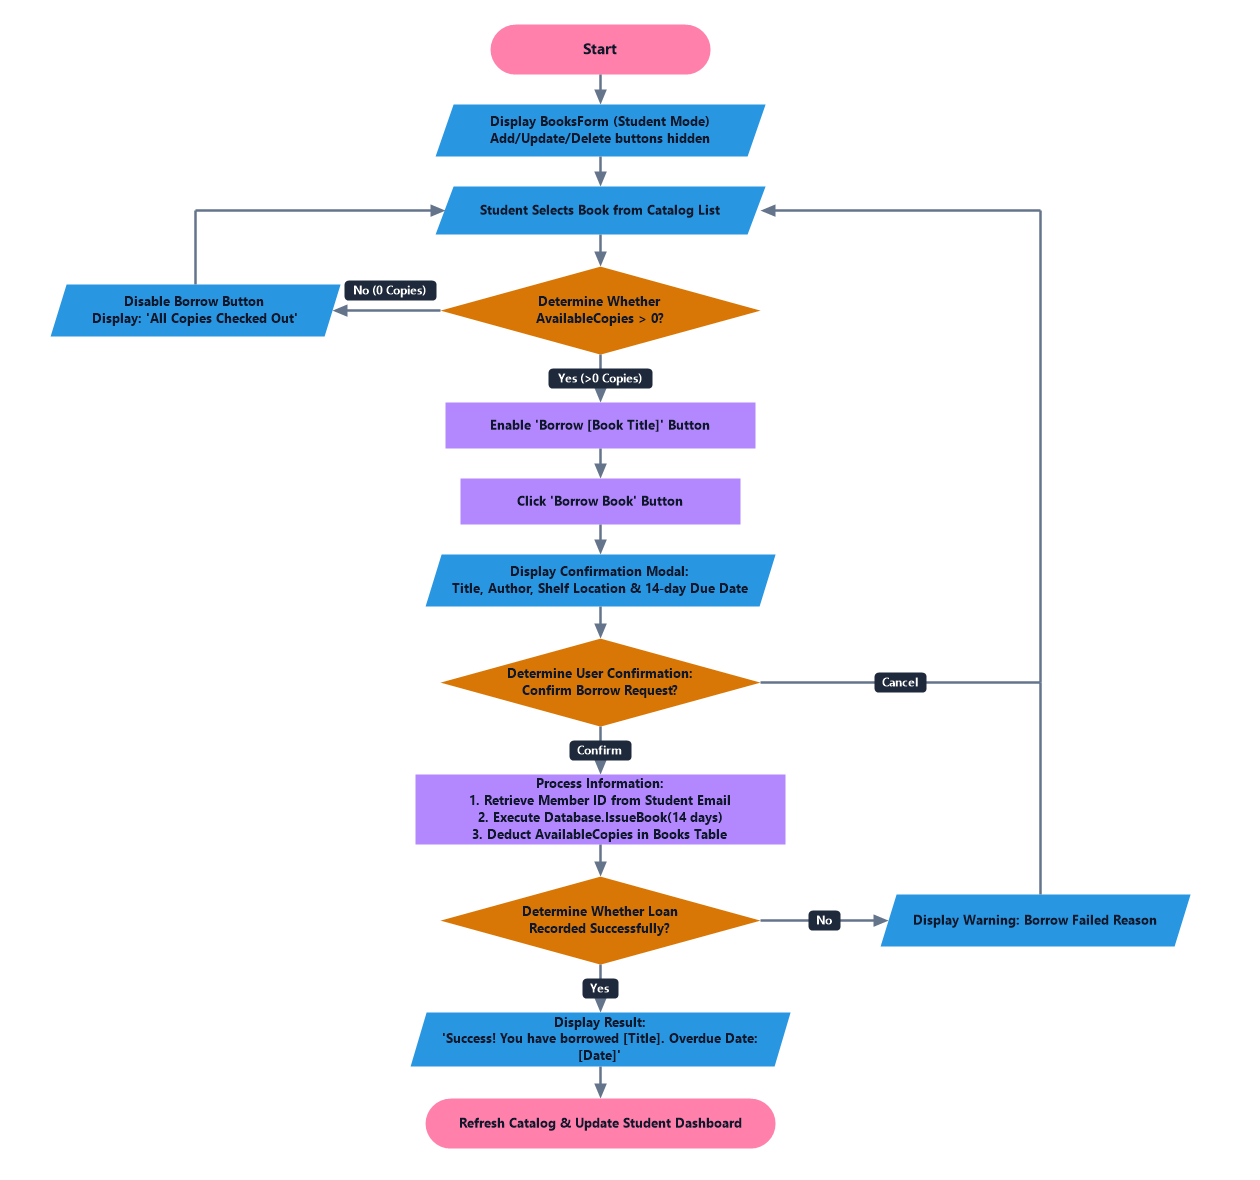 Start
Display BooksForm (Student Mode)
Add/Update/Delete buttons hidden
Student Selects Book from Catalog List
No (0 Copies)
Disable Borrow Button
Display: 'All Copies Checked Out'
Determine Whether
AvailableCopies > 0?
Yes (>0 Copies)
Enable 'Borrow [Book Title]' Button
Click 'Borrow Book' Button
Display Confirmation Modal:
Title, Author, Shelf Location & 14-day Due Date
Determine User Confirmation:
Confirm Borrow Request?
Cancel
Confirm
Process Information:
1. Retrieve Member ID from Student Email
2. Execute Database.IssueBook(14 days)
3. Deduct AvailableCopies in Books Table
Determine Whether Loan
Recorded Successfully?
No
Display Warning: Borrow Failed Reason
Yes
Display Result:
'Success! You have borrowed [Title]. Overdue Date:
[Date]'
Refresh Catalog & Update Student Dashboard